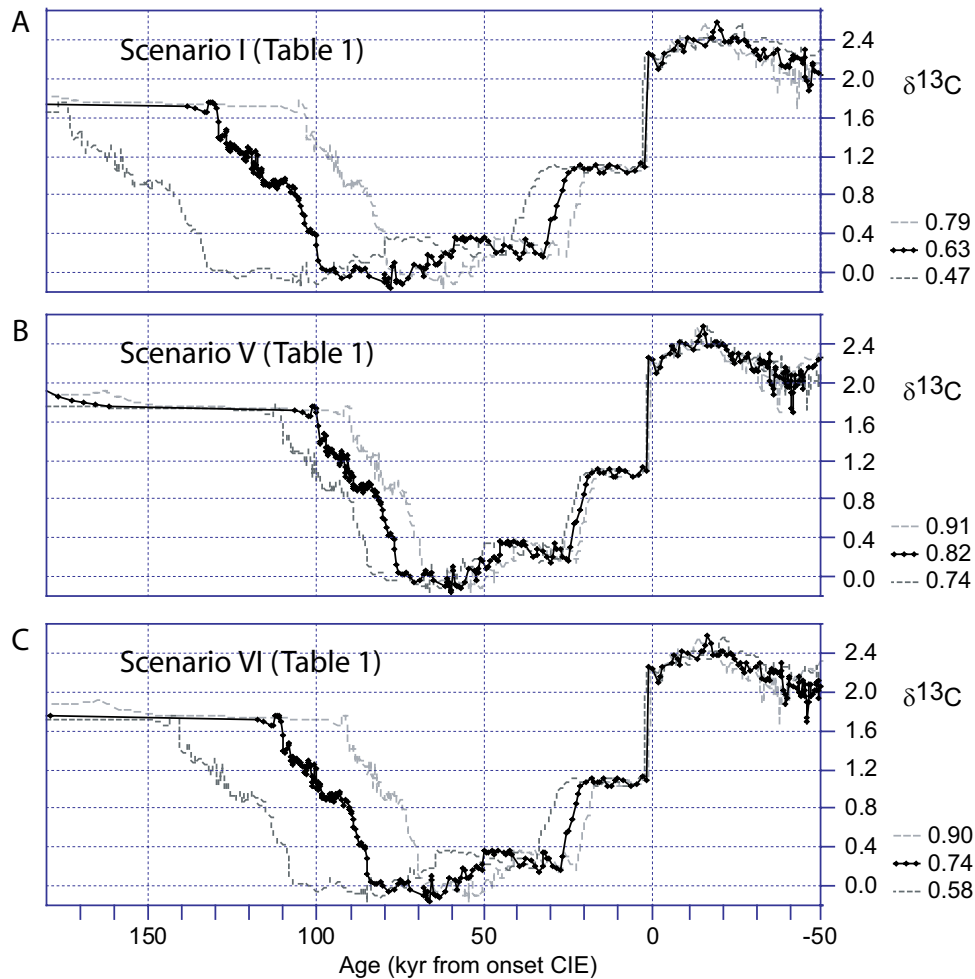 A
Scenario I (Table 1)
2.4
2.0
1.6
1.2
0.8
0.4
0.0
δ13C
0.79
0.63
0.47
B
Scenario V (Table 1)
2.4
2.0
1.6
1.2
0.8
0.4
0.0
δ13C
0.91
0.82
0.74
C
Scenario VI (Table 1)
2.4
2.0
1.6
1.2
0.8
0.4
0.0
δ13C
0.90
0.74
0.58
150 100 50 0 -50
Age (kyr from onset CIE)